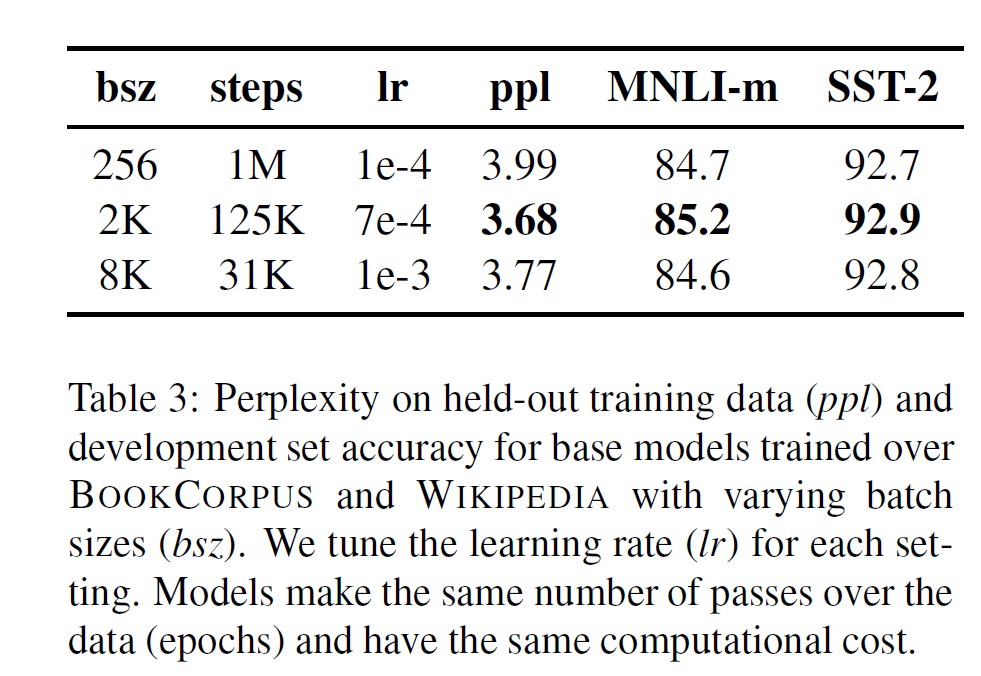 bsz steps lr ppl MNLI-m SST-2
256 1M 1e-4 3.99 84.7 92.7
2K 125K 7e-4 3.68 85.2 92.9
8K 31K 1e-3 3.77 84.6 92.8
Table 3: Perplexity on held-out training data (ppl) and
development set accuracy for base models trained over
BOOKCORPUS and WIKIPEDIA with varying batch
sizes (bsz). We tune the learning rate (lr) for each set-
ting. Models make the same number of passes over the
data (epochs) and have the same computational cost.